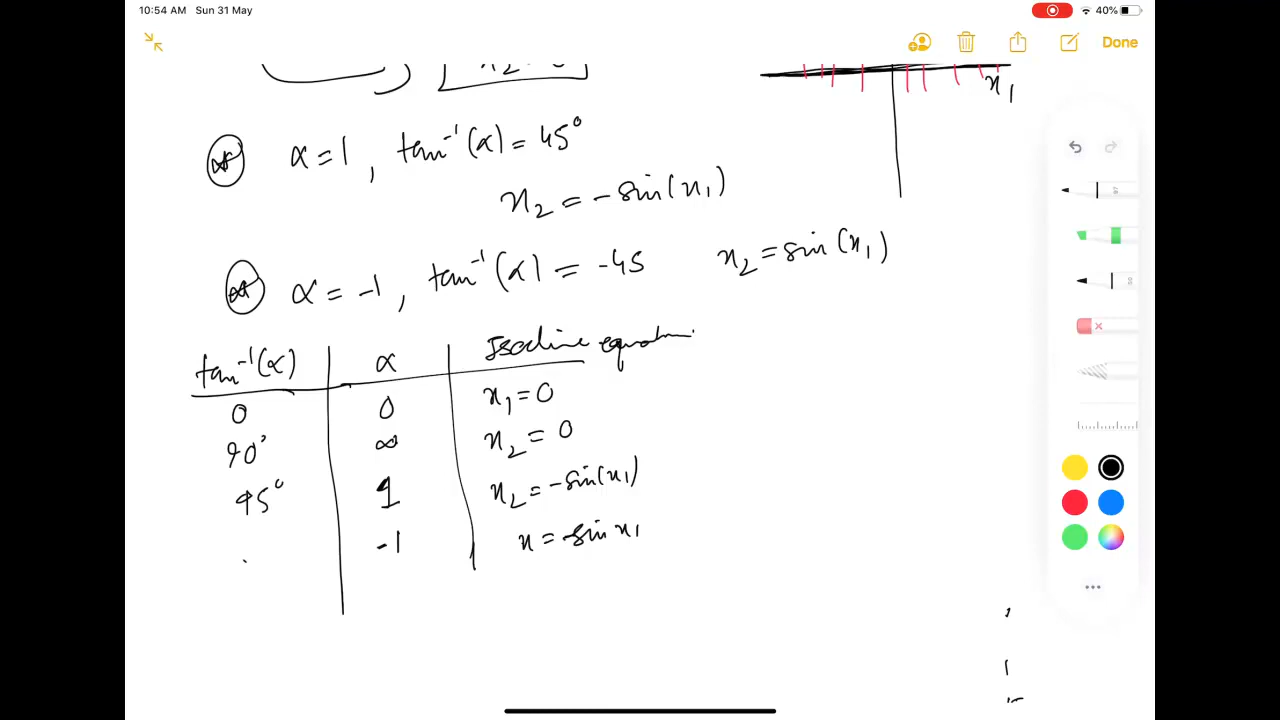 10:54 AM Sun 31 May 40%
Done
x₁
α = 1, tan⁻¹(α) = 45°
x₂ = -sin(x₁)
α = -1, tan⁻¹(α) = -45 x₂ = sin(x₁)
tan⁻¹(α) α Isocline equation
0 0 x₁ = 0
90° ∞ x₂ = 0
45° 1 x₂ = -sin(x₁)
-1 x = -sin x₁